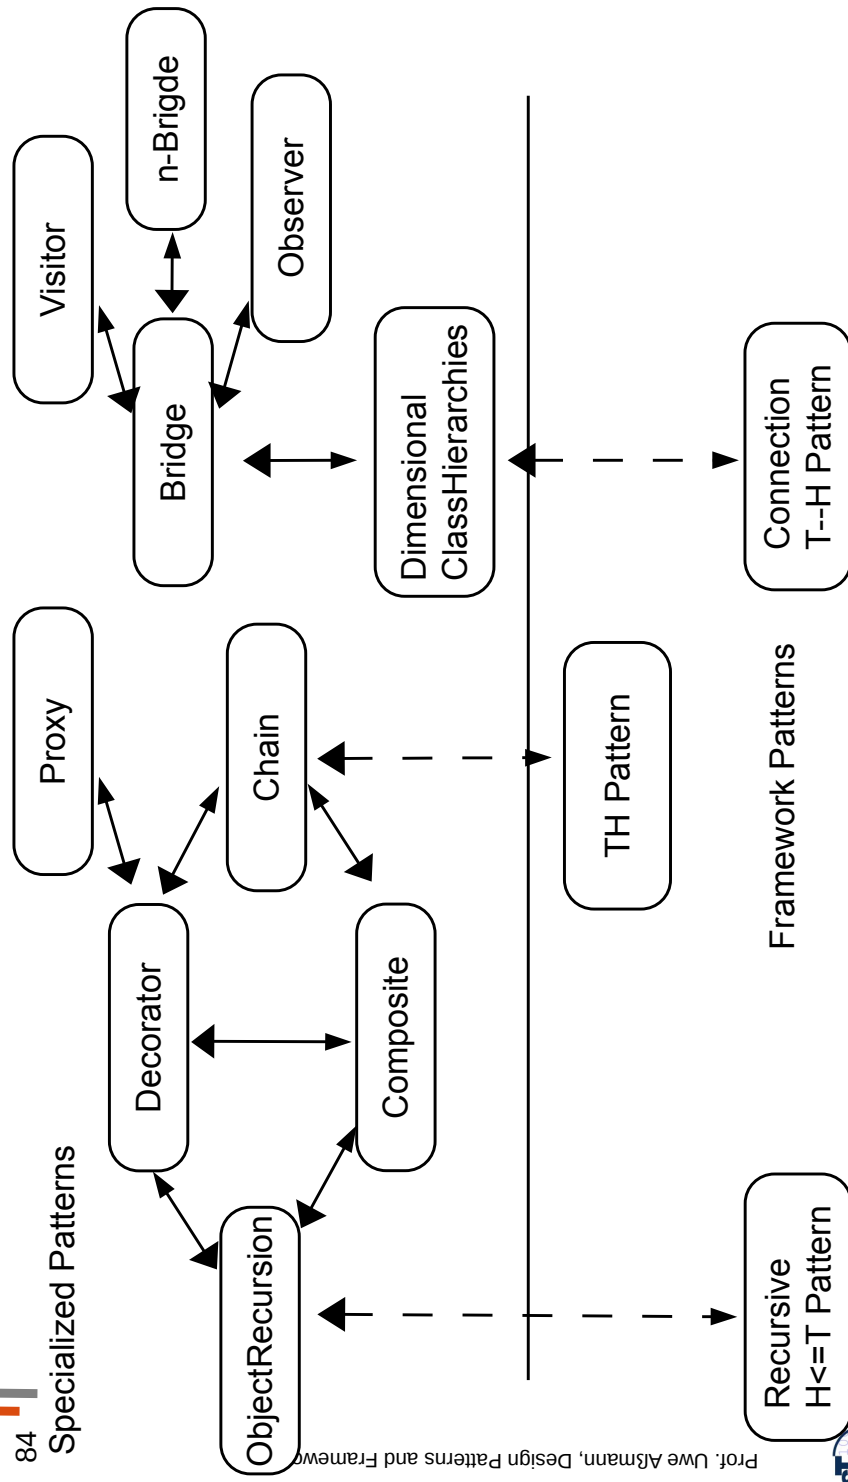 84
Specialized Patterns
ObjectRecursion
Decorator
Composite
Proxy
Chain
Bridge
Visitor
n-Brigde
Observer
Dimensional
ClassHierarchies
Recursive
H<=T Pattern
TH Pattern
Connection
T--H Pattern
Framework Patterns
Prof. Uwe Aßmann, Design Patterns and